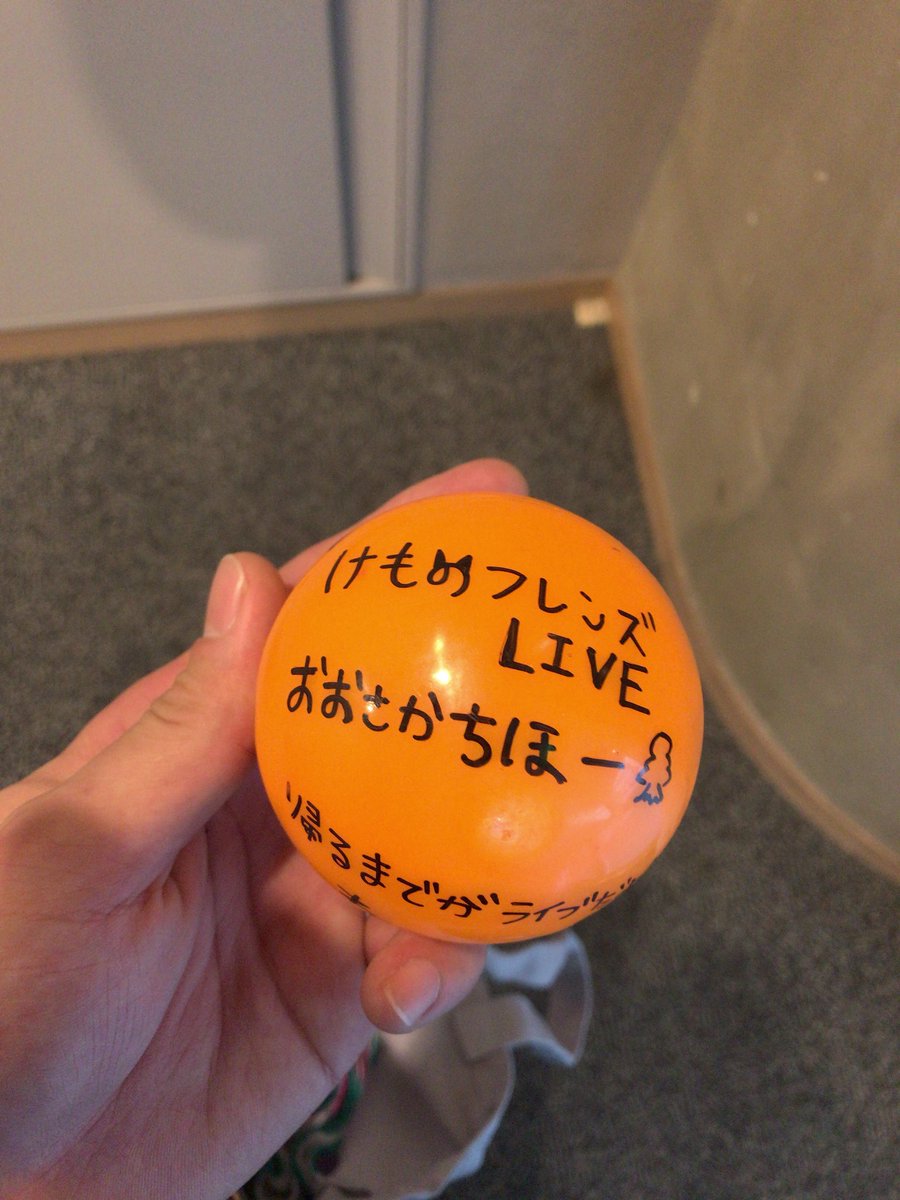 けものフレンズ
LIVE
おおさかちほー
帰るまでがライブだ